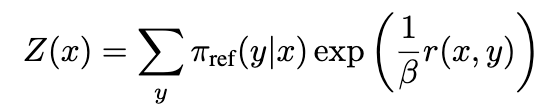 Z(x) = ∑_y π_ref(y|x) exp(1/β r(x, y))